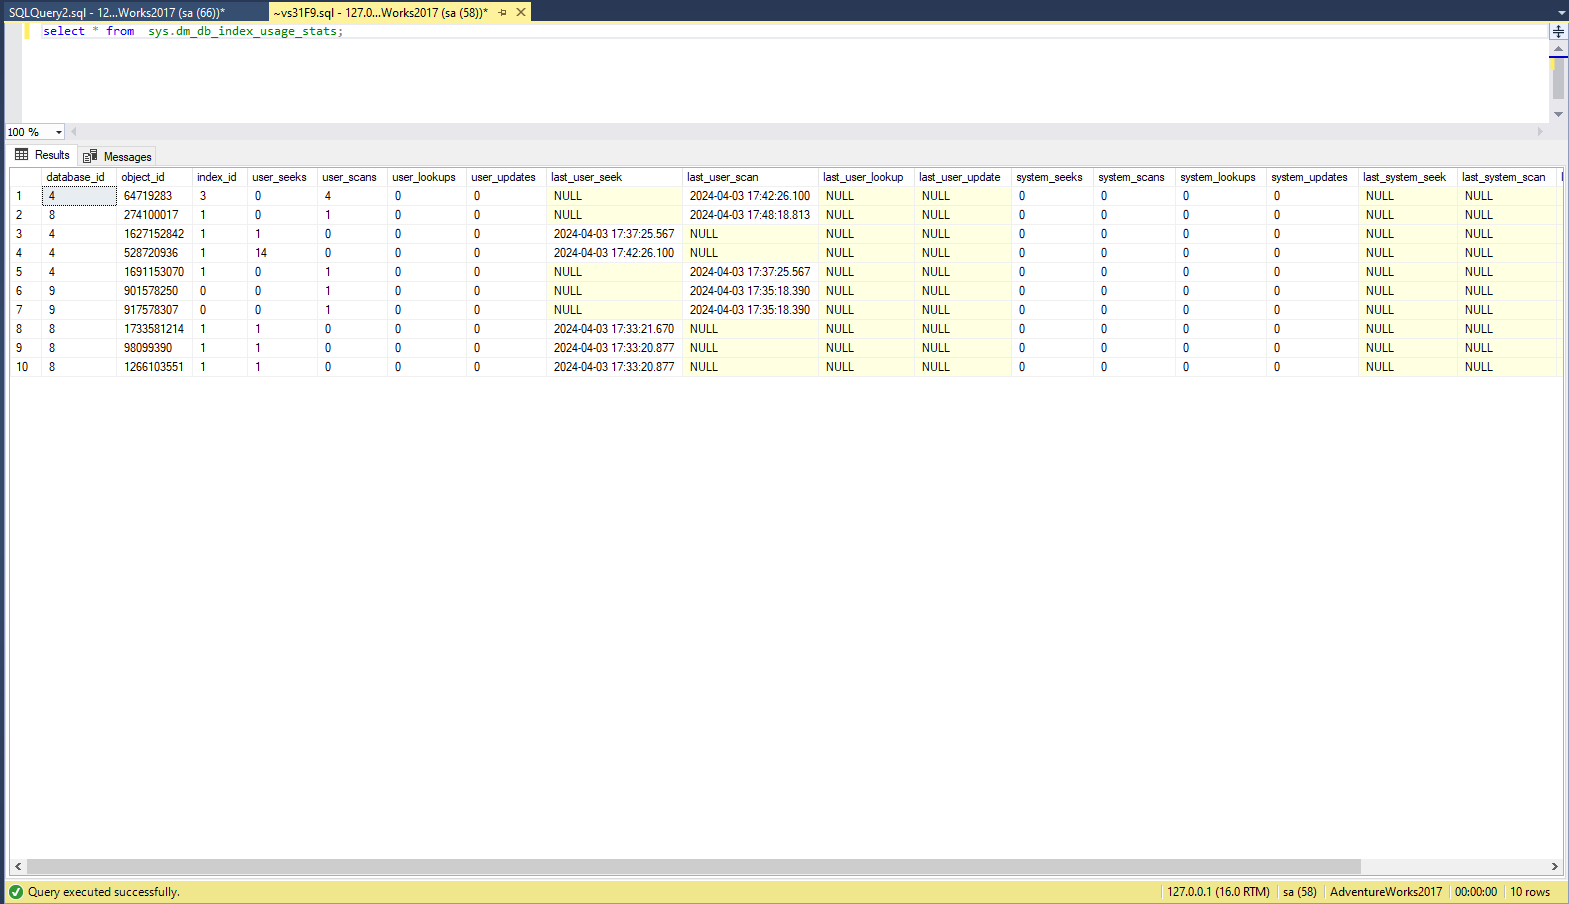 SQLQuery2.sql - 12...Works2017 (sa (66))* ~vs31F9.sql - 127.0...Works2017 (sa (58))*
select * from  sys.dm_db_index_usage_stats;
100 %
Results Messages
database_id object_id index_id user_seeks user_scans user_lookups user_updates last_user_seek last_user_scan last_user_lookup last_user_update system_seeks system_scans system_lookups system_updates last_system_seek last_system_scan
1 4 64719283 3 0 4 0 0 NULL 2024-04-03 17:42:26.100 NULL NULL 0 0 0 0 NULL NULL
2 8 274100017 1 0 1 0 0 NULL 2024-04-03 17:48:18.813 NULL NULL 0 0 0 0 NULL NULL
3 4 1627152842 1 1 0 0 0 2024-04-03 17:37:25.567 NULL NULL NULL 0 0 0 0 NULL NULL
4 4 528720936 1 14 0 0 0 2024-04-03 17:42:26.100 NULL NULL NULL 0 0 0 0 NULL NULL
5 4 1691153070 1 0 1 0 0 NULL 2024-04-03 17:37:25.567 NULL NULL 0 0 0 0 NULL NULL
6 9 901578250 0 0 1 0 0 NULL 2024-04-03 17:35:18.390 NULL NULL 0 0 0 0 NULL NULL
7 9 917578307 0 0 1 0 0 NULL 2024-04-03 17:35:18.390 NULL NULL 0 0 0 0 NULL NULL
8 8 1733581214 1 1 0 0 0 2024-04-03 17:33:21.670 NULL NULL NULL 0 0 0 0 NULL NULL
9 8 98099390 1 1 0 0 0 2024-04-03 17:33:20.877 NULL NULL NULL 0 0 0 0 NULL NULL
10 8 1266103551 1 1 0 0 0 2024-04-03 17:33:20.877 NULL NULL NULL 0 0 0 0 NULL NULL
Query executed successfully. 127.0.0.1 (16.0 RTM) sa (58) AdventureWorks2017 00:00:00 10 rows